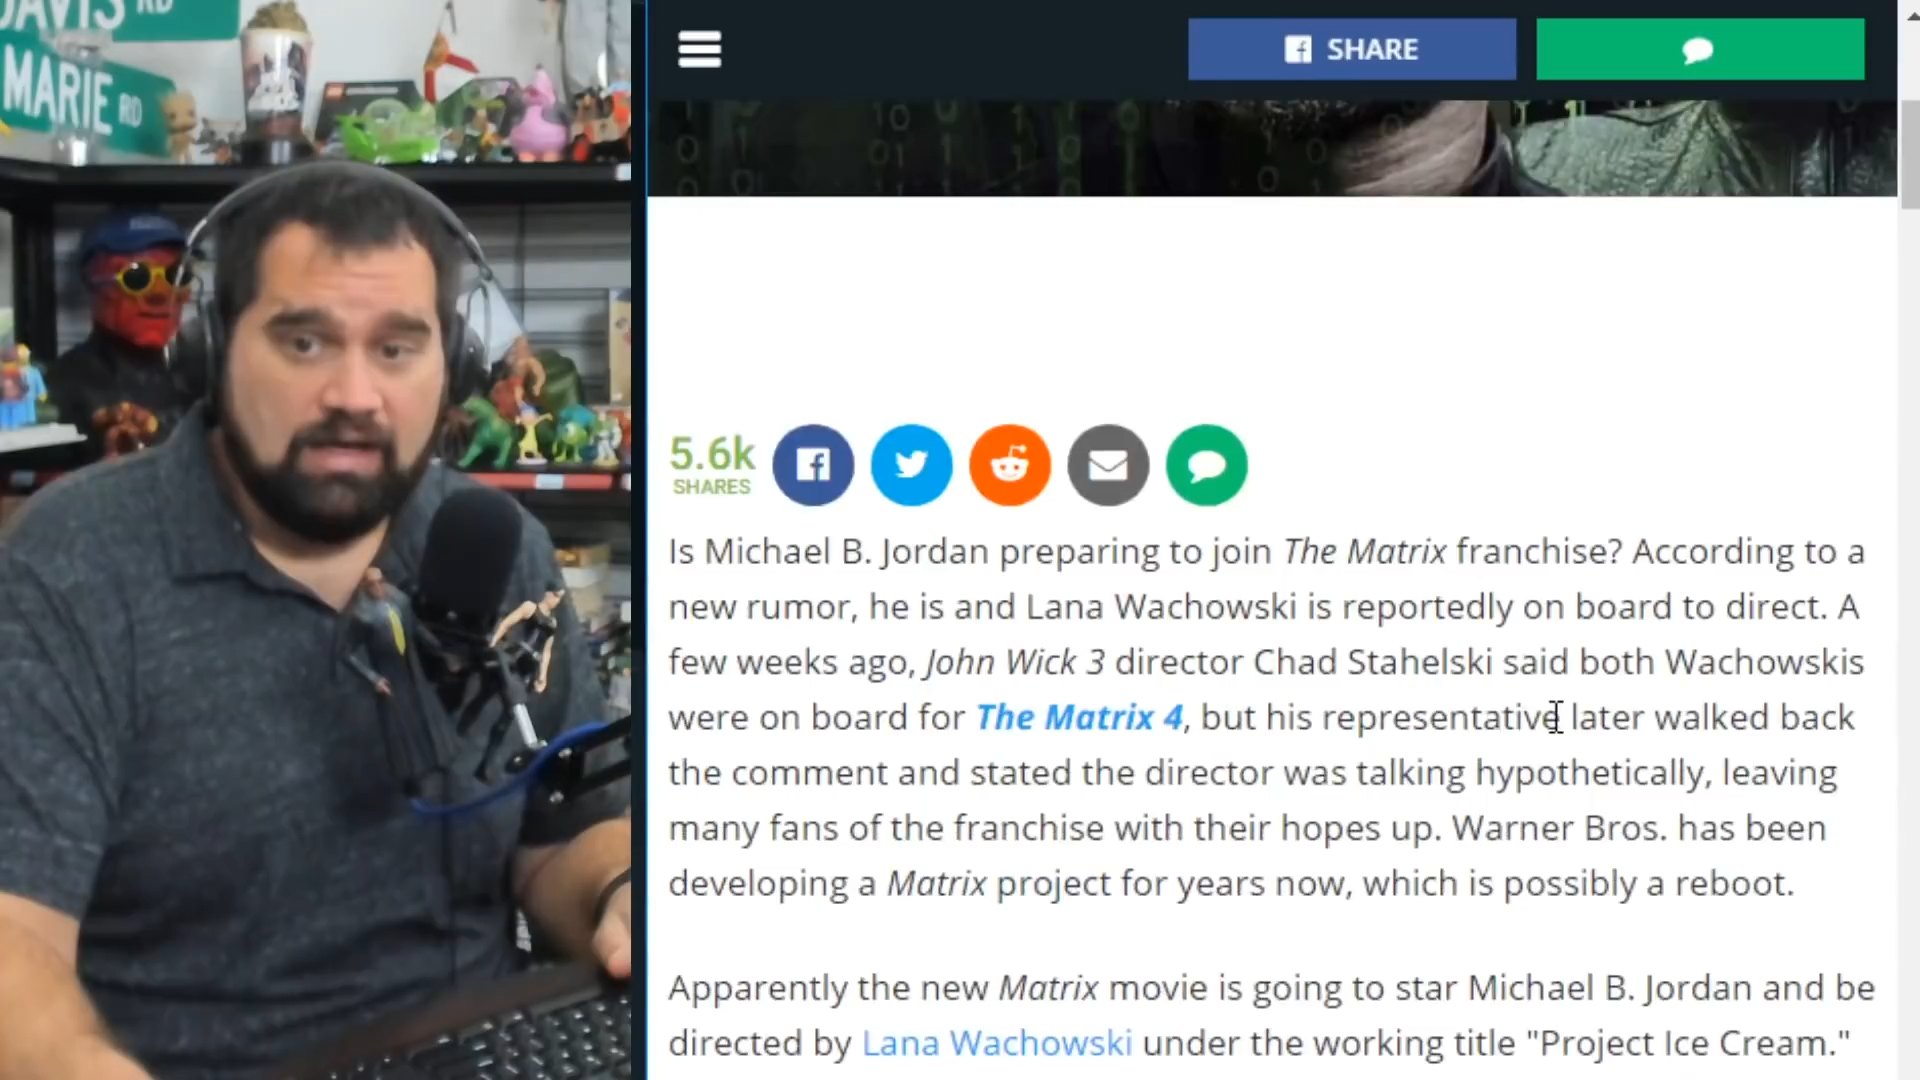 DAVIS RD
MARIE RD
SHARE
5.6k
SHARES
Is Michael B. Jordan preparing to join The Matrix franchise? According to a
new rumor, he is and Lana Wachowski is reportedly on board to direct. A
few weeks ago, John Wick 3 director Chad Stahelski said both Wachowskis
were on board for The Matrix 4, but his representative later walked back
the comment and stated the director was talking hypothetically, leaving
many fans of the franchise with their hopes up. Warner Bros. has been
developing a Matrix project for years now, which is possibly a reboot.
Apparently the new Matrix movie is going to star Michael B. Jordan and be
directed by Lana Wachowski under the working title "Project Ice Cream."